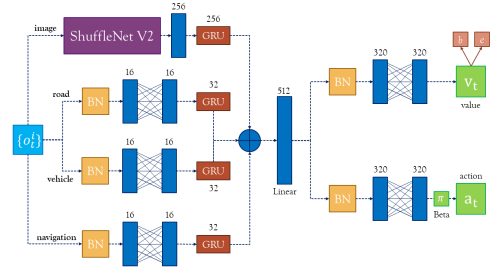 image
ShuffleNet V2
256
256
GRU
road
BN
16
16
32
GRU
{o_t^i}
vehicle
BN
16
16
GRU
32
navigation
BN
16
16
32
GRU
512
Linear
BN
320
320
b
c
v_t
value
BN
320
320
π
Beta
action
a_t